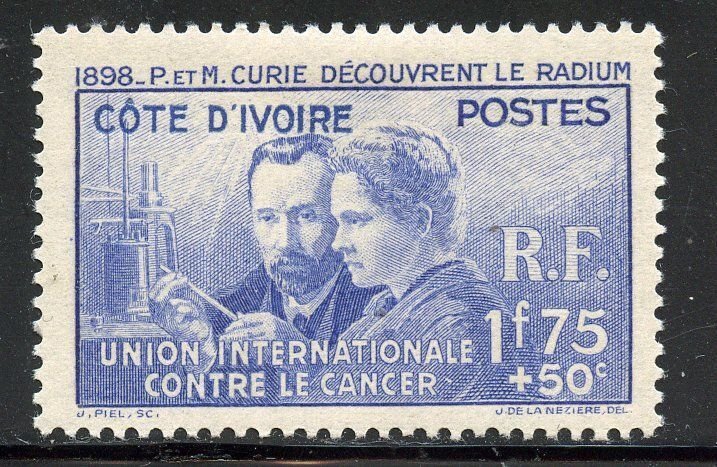 1898_P.ET M.CURIE DÉCOUVRENT LE RADIUM
CÔTE D'IVOIRE POSTES
R.F.
1f75
+50c
UNION INTERNATIONALE
CONTRE LE CANCER
J. PIEL, SC. J. DE LA NEZIERE, DEL.